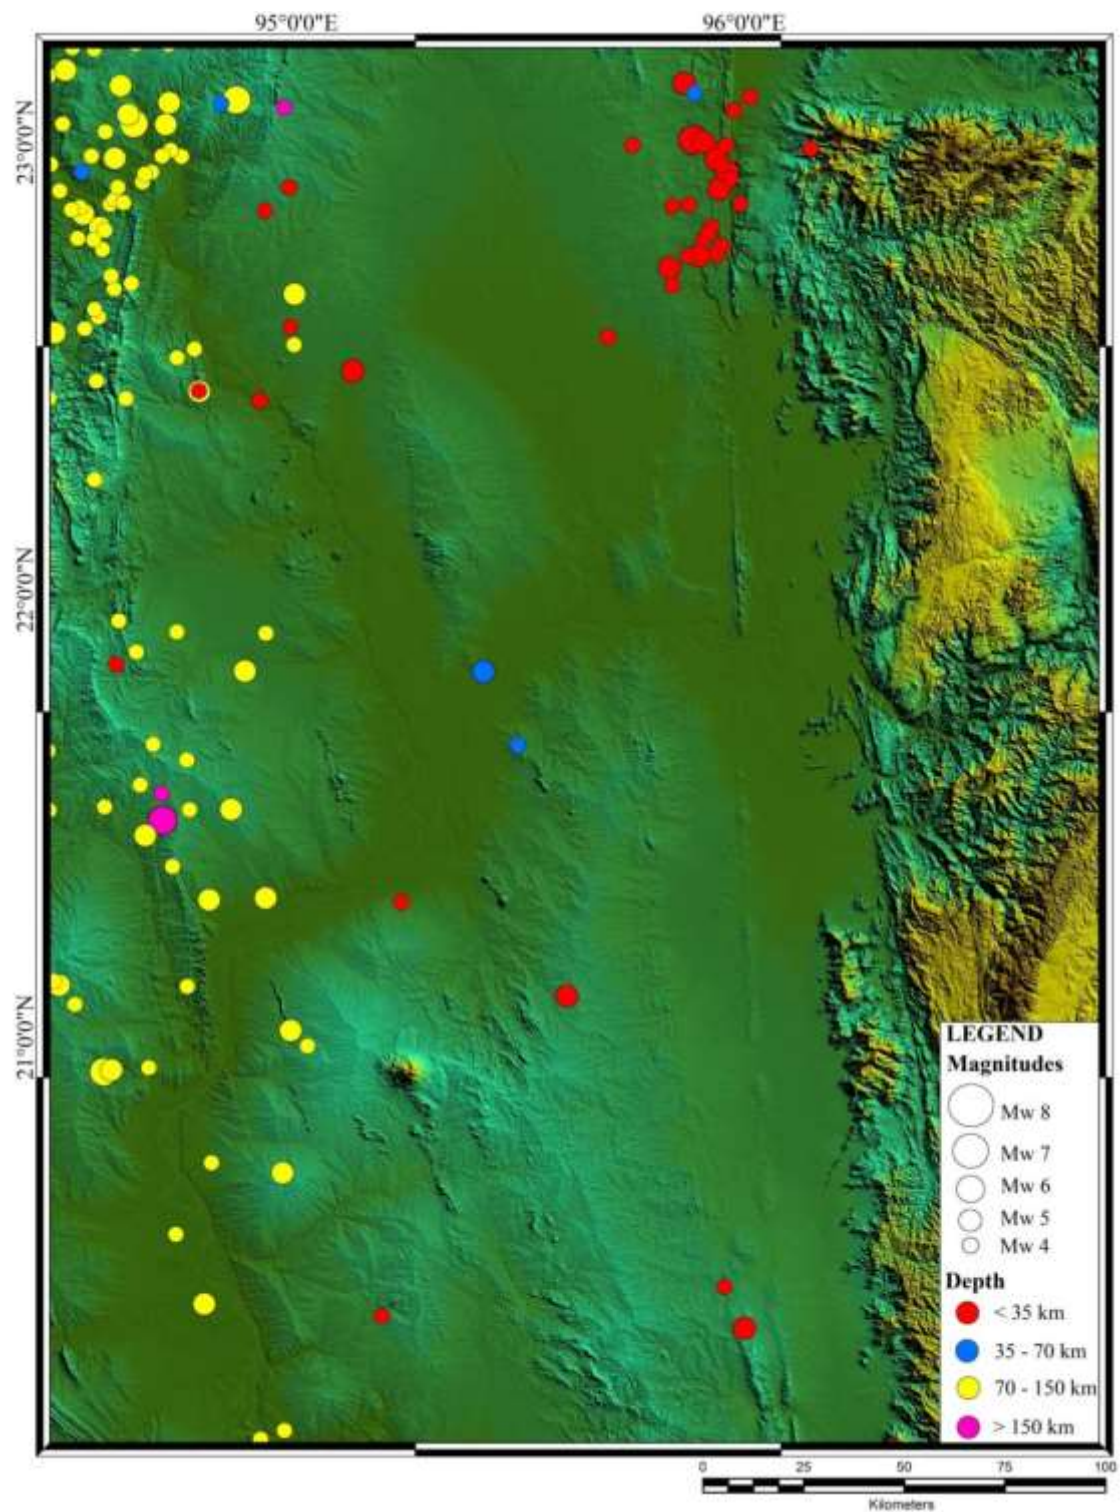 95°0'0"E 96°0'0"E
23°0'0"N
22°0'0"N
21°0'0"N
LEGEND
Magnitudes
Mw 8
Mw 7
Mw 6
Mw 5
Mw 4
Depth
< 35 km
35 - 70 km
70 - 150 km
> 150 km
0 25 50 75 100
Kilometers